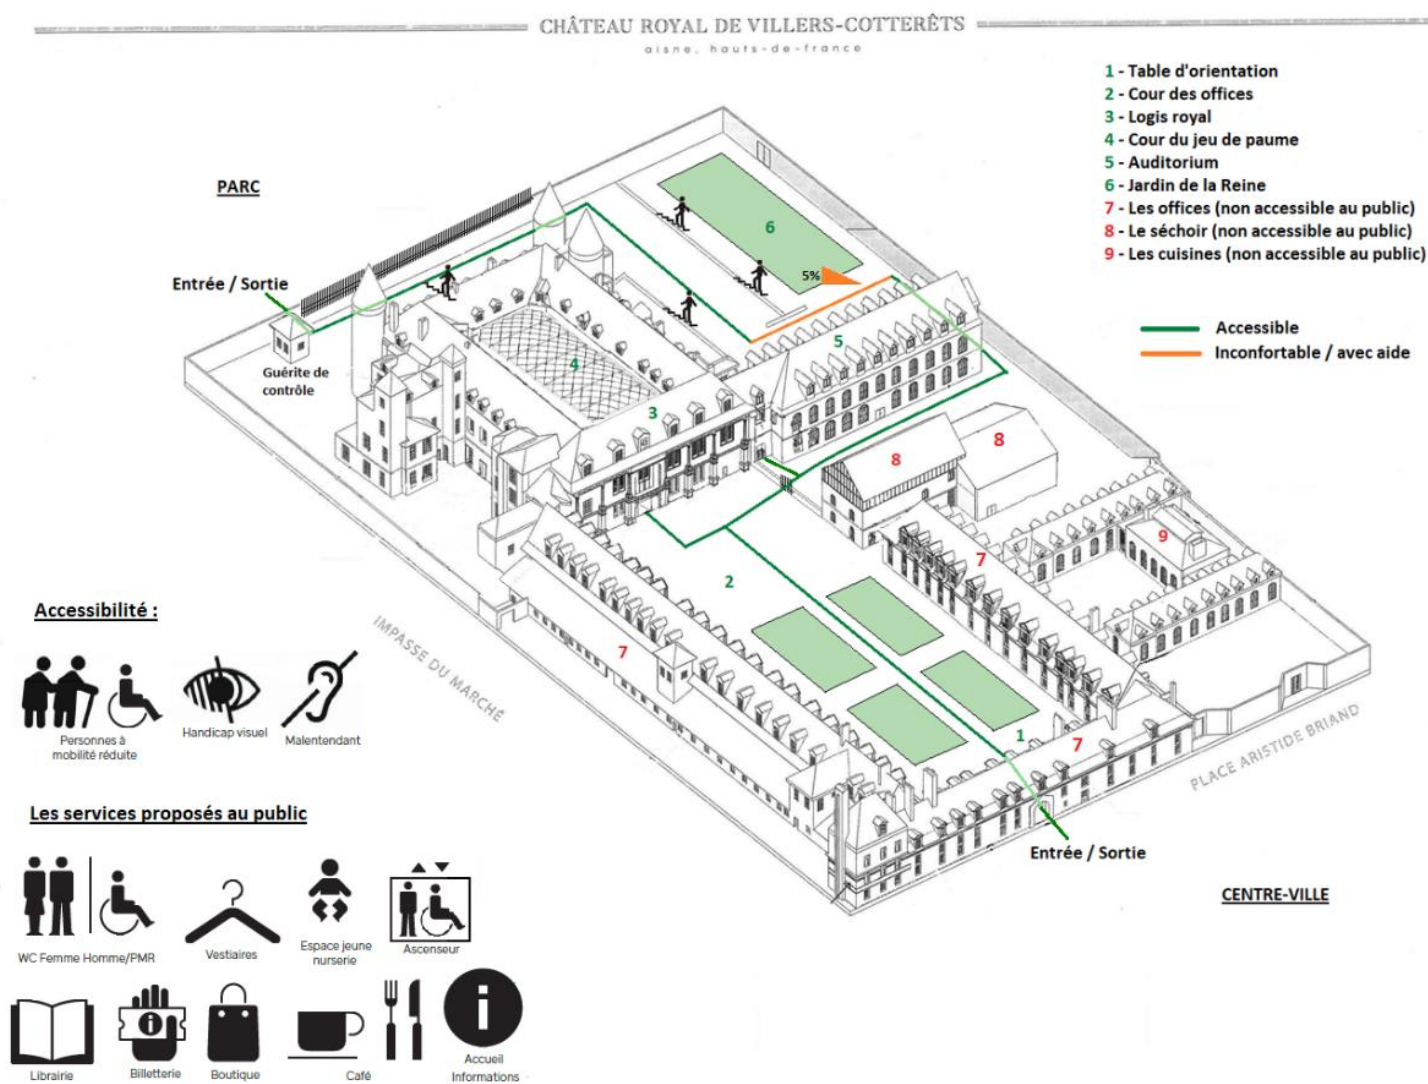 CHÂTEAU ROYAL DE VILLERS-COTTERÊTS
aisne, hauts-de-france
1 - Table d'orientation
2 - Cour des offices
3 - Logis royal
4 - Cour du jeu de paume
5 - Auditorium
6 - Jardin de la Reine
7 - Les offices (non accessible au public)
8 - Le séchoir (non accessible au public)
9 - Les cuisines (non accessible au public)
Accessible
Inconfortable / avec aide
PARC
Entrée / Sortie
Guérite de
contrôle
6
5%
5
4
3
8
8
9
7
2
7
1
7
IMPASSE DU MARCHÉ
PLACE ARISTIDE BRIAND
Entrée / Sortie
CENTRE-VILLE
Accessibilité :
Personnes à
mobilité réduite
Handicap visuel
Malentendant
Les services proposés au public
WC Femme Homme/PMR
Vestiaires
Espace jeune
nurserie
Ascenseur
Librairie
Billetterie
Boutique
Café
Accueil
Informations